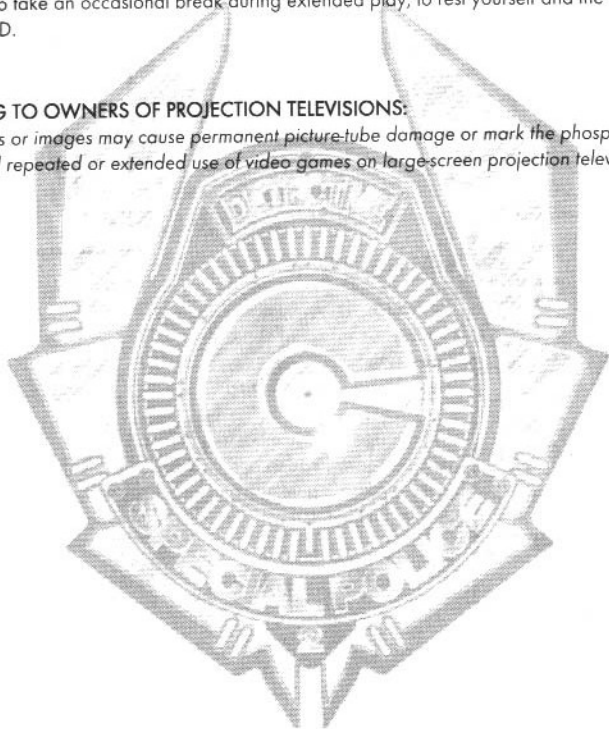 o take an occasional break during extended play, to rest yourself and the
D.
G TO OWNERS OF PROJECTION TELEVISIONS:
s or images may cause permanent picture-tube damage or mark the phosp
repeated or extended use of video games on large-screen projection telev
DETECTIVE
SPECIAL POLICE
2